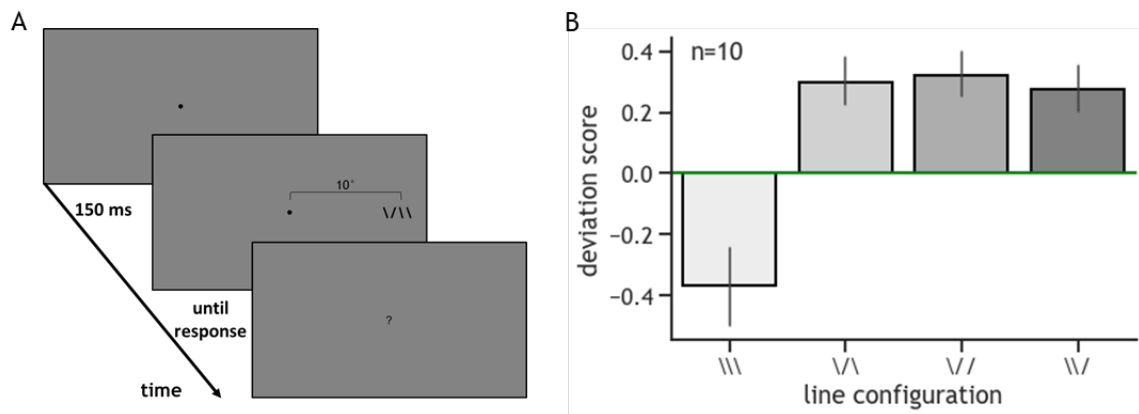 A
150 ms
10°
\/\\
until
response
?
time
B
n=10
0.4
0.2
0.0
−0.2
−0.4
deviation score
\\\
\/\
\//
\\/
line configuration